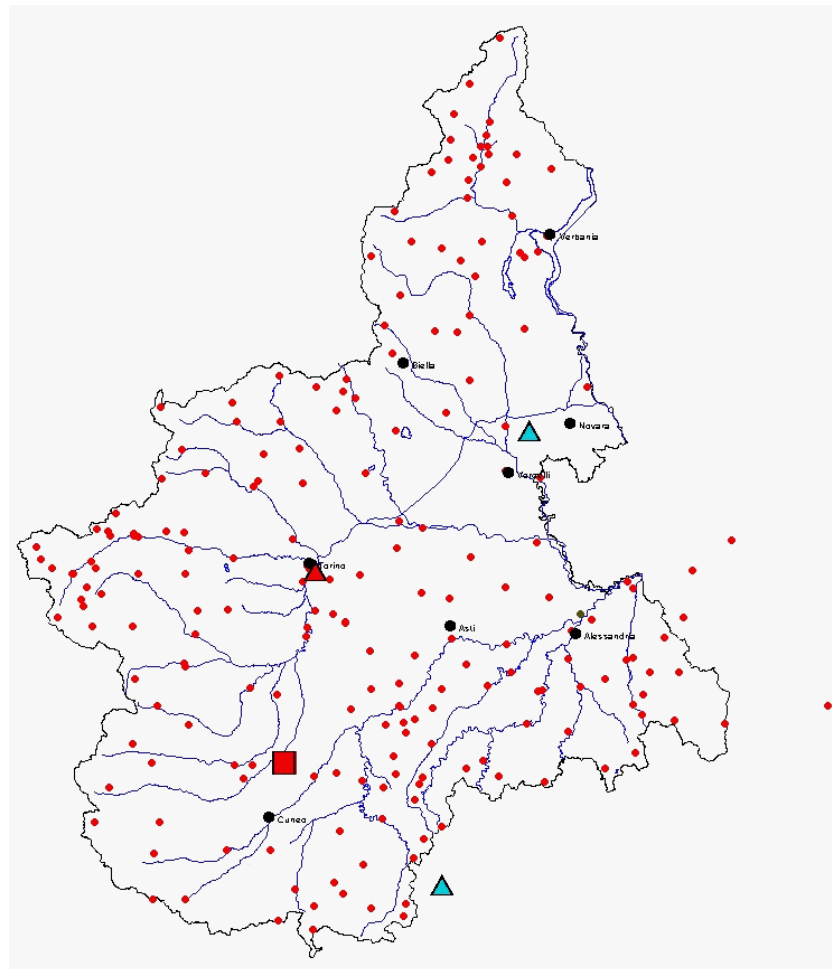 Verbania
Biella
Novara
Vercelli
Torino
Asti
Alessandria
Cuneo